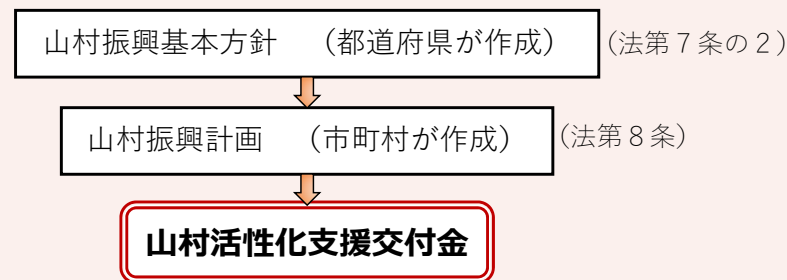 山村振興基本方針　（都道府県が作成） (法第７条の２)
山村振興計画　（市町村が作成） (法第８条)
山村活性化支援交付金